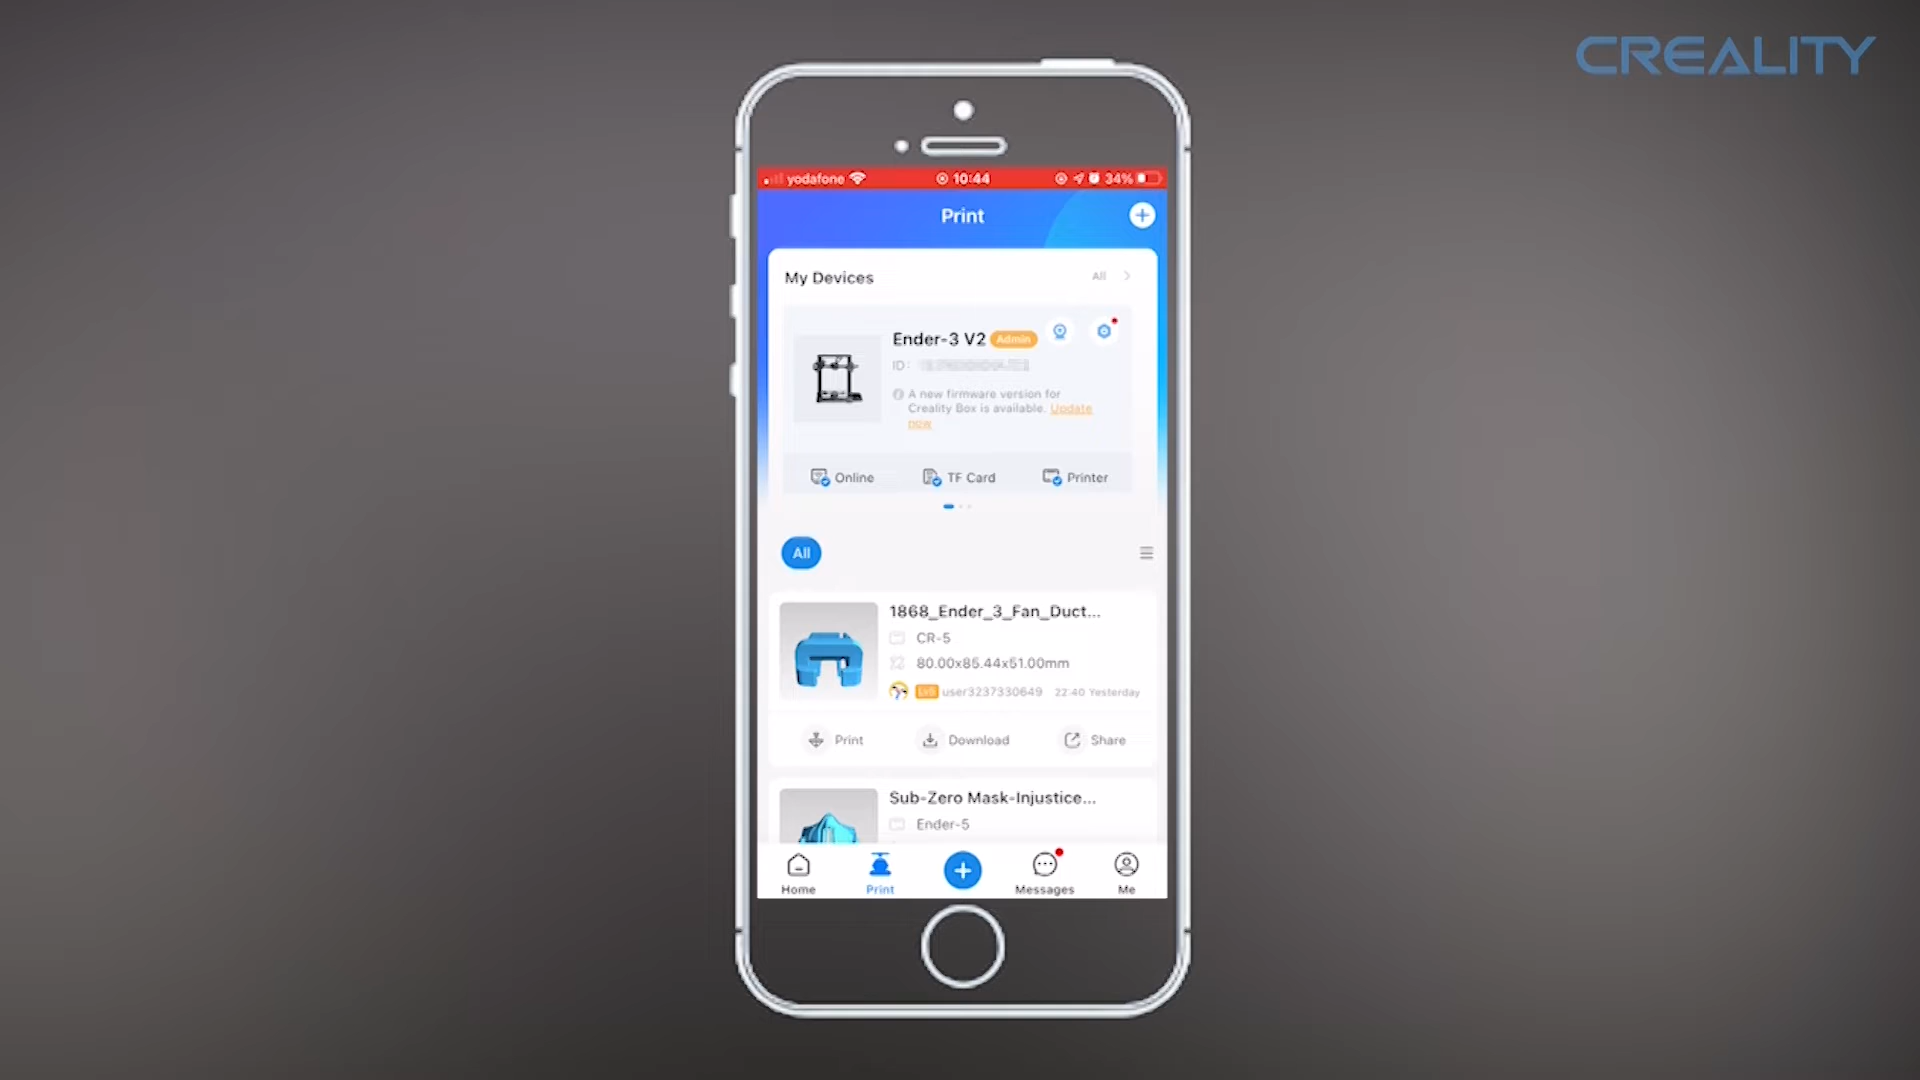 CREALITY
yodafone 10:44 34%
Print
My Devices All
Ender-3 V2 Admin
ID:
A new firmware version for
Creality Box is available. Update
now
Online TF Card Printer
All
1868_Ender_3_Fan_Duct...
CR-5
80.00x85.44x51.00mm
user3237330649 22:40 Yesterday
Print Download Share
Sub-Zero Mask-Injustice...
Ender-5
Home Print Messages Me